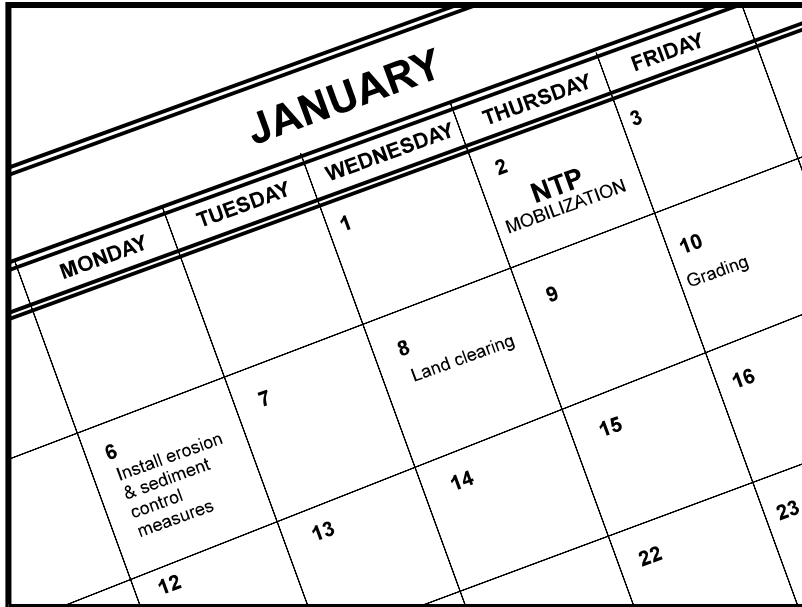 JANUARY
MONDAY TUESDAY WEDNESDAY THURSDAY FRIDAY
1
2
NTP
MOBILIZATION
3
6
Install erosion
& sediment
control
measures
7
8
Land clearing
9
10
Grading
12
13
14
15
16
22
23